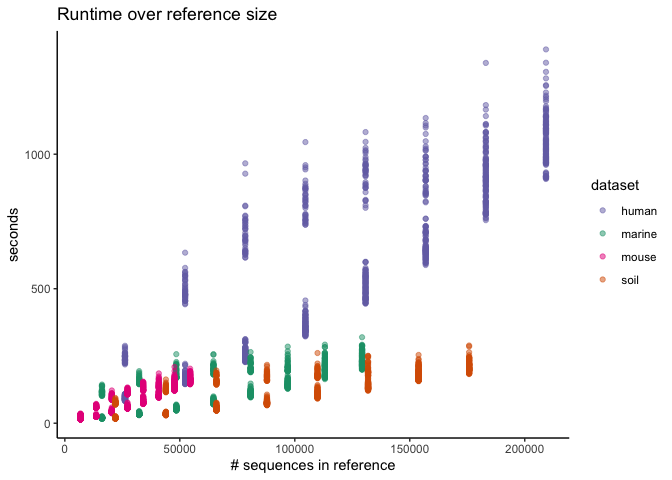 Runtime over reference size
seconds
1000
500
0
0
50000
100000
150000
200000
# sequences in reference
dataset
human
marine
mouse
soil